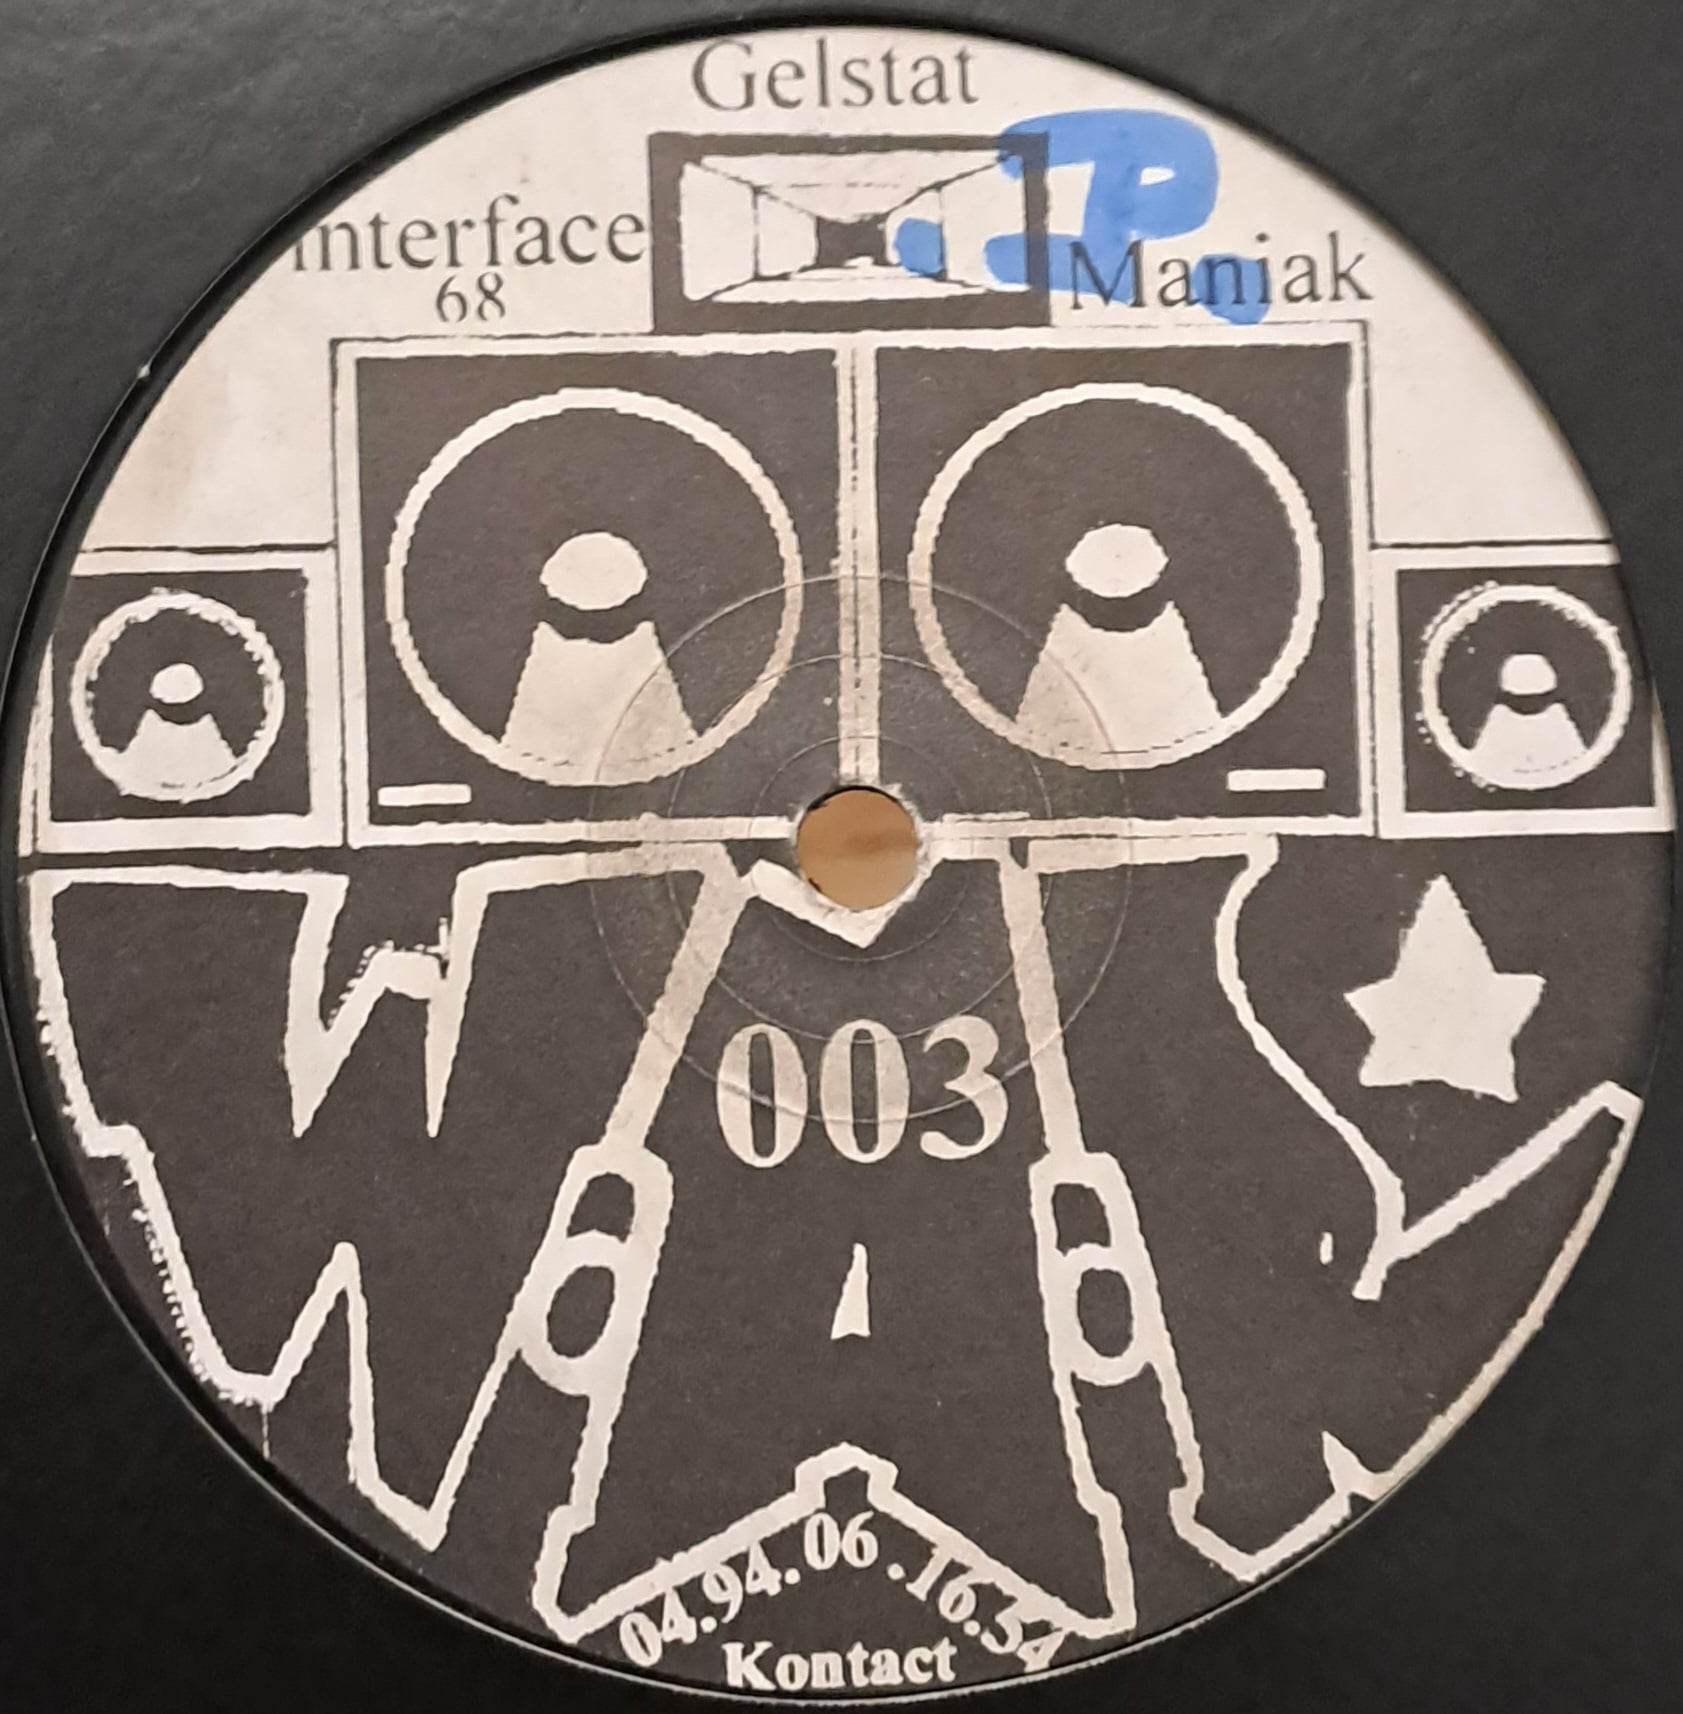 Gelstat
interface
68
Maniak
003
04.94.06.16.54
Kontact